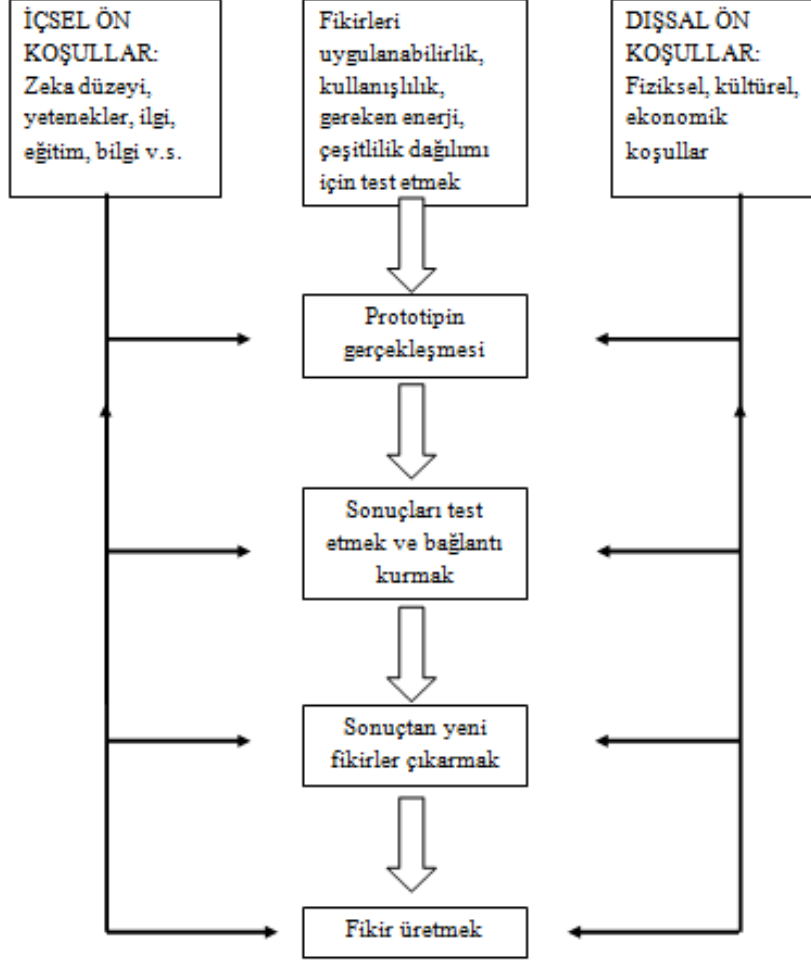 İÇSEL ÖN
KOŞULLAR:
Zeka düzeyi,
yetenekler, ilgi,
eğitim, bilgi v.s.
Fikirleri
uygulanabilirlik,
kullanışlılık,
gereken enerji,
çeşitlilik dağılımı
için test etmek
DIŞSAL ÖN
KOŞULLAR:
Fiziksel, kültürel,
ekonomik
koşullar
Prototipin
gerçekleşmesi
Sonuçları test
etmek ve bağlantı
kurmak
Sonuçtan yeni
fikirler çıkarmak
Fikir üretmek